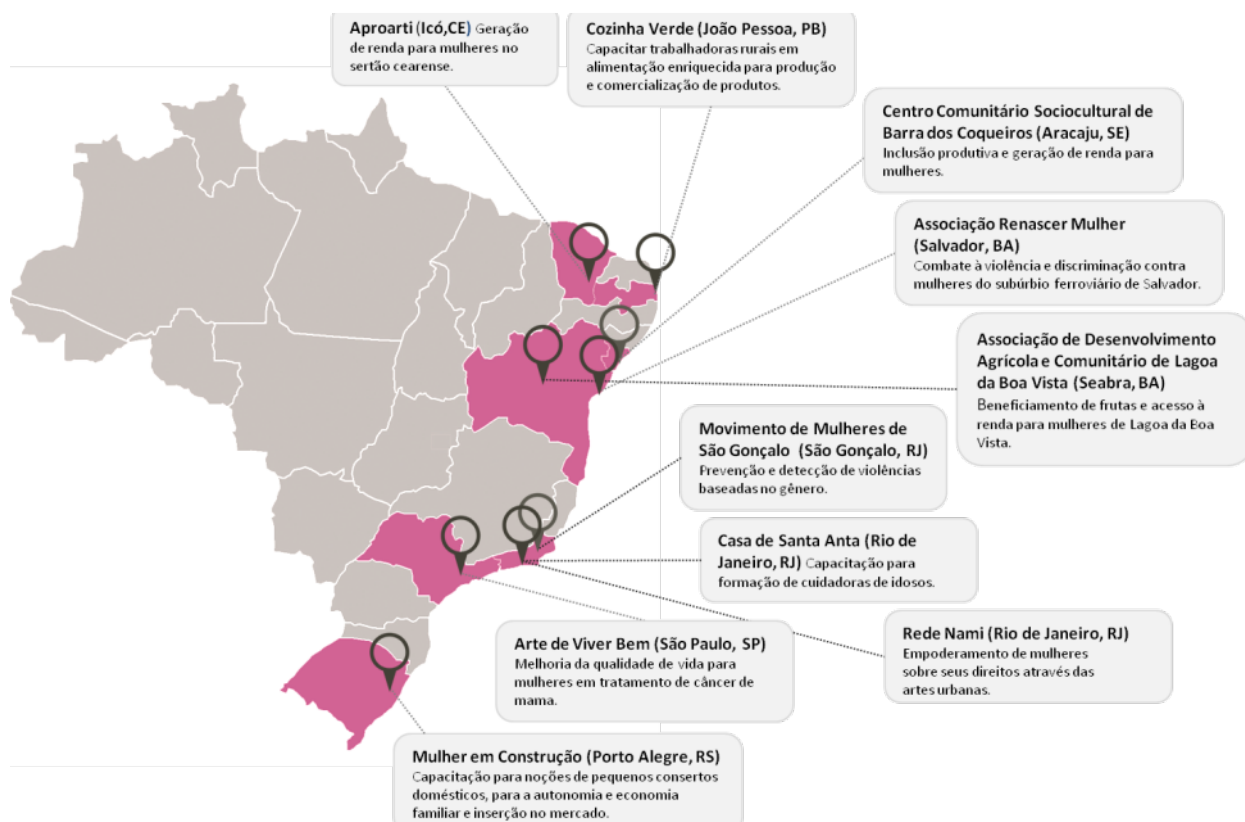 Aproarti (Icó,CE) Geração
de renda para mulheres no
sertão cearense.
Cozinha Verde (João Pessoa, PB)
Capacitar trabalhadoras rurais em
alimentação enriquecida para produção
e comercialização de produtos.
Centro Comunitário Sociocultural de
Barra dos Coqueiros (Aracaju, SE)
Inclusão produtiva e geração de renda para
mulheres.
Associação Renascer Mulher
(Salvador, BA)
Combate à violência e discriminação contra
mulheres do subúrbio ferroviário de Salvador.
Associação de Desenvolvimento
Agrícola e Comunitário de Lagoa
da Boa Vista (Seabra, BA)
Beneficiamento de frutas e acesso à
renda para mulheres de Lagoa da Boa
Vista.
Movimento de Mulheres de
São Gonçalo (São Gonçalo, RJ)
Prevenção e detecção de violências
baseadas no gênero.
Casa de Santa Anta (Rio de
Janeiro, RJ) Capacitação para
formação de cuidadoras de idosos.
Rede Nami (Rio de Janeiro, RJ)
Empoderamento de mulheres
sobre seus direitos através das
artes urbanas.
Arte de Viver Bem (São Paulo, SP)
Melhoria da qualidade de vida para
mulheres em tratamento de câncer de
mama.
Mulher em Construção (Porto Alegre, RS)
Capacitação para noções de pequenos consertos
domésticos, para a autonomia e economia
familiar e inserção no mercado.